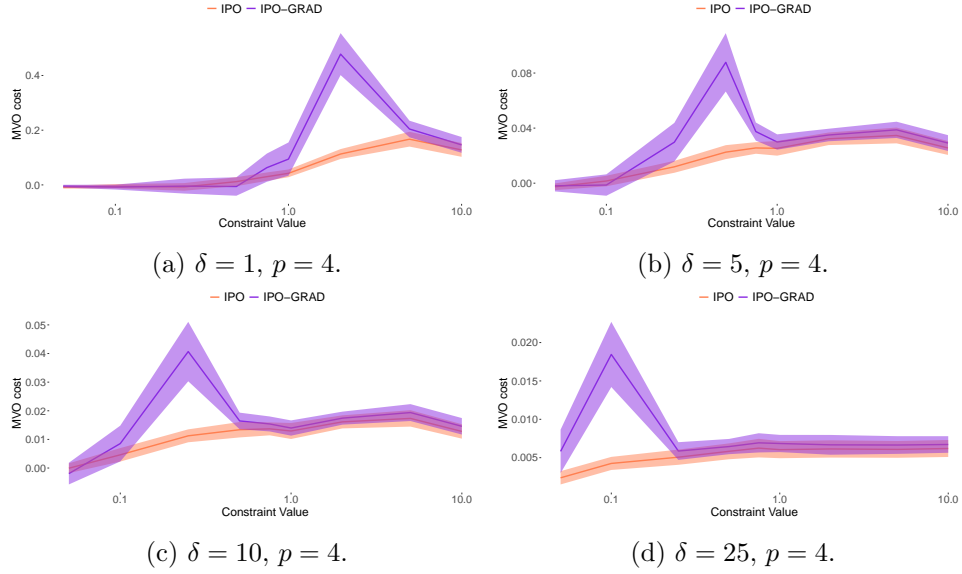 IPO IPO-GRAD
IPO IPO-GRAD
MVO cost
0.4
0.2
0.0
0.1 1.0 10.0
Constraint Value
MVO cost
0.08
0.04
0.00
0.1 1.0 10.0
Constraint Value
(a) δ = 1, p = 4.
(b) δ = 5, p = 4.
IPO IPO-GRAD
IPO IPO-GRAD
MVO cost
0.05
0.04
0.03
0.02
0.01
0.00
0.1 1.0 10.0
Constraint Value
MVO cost
0.020
0.015
0.010
0.005
0.1 1.0 10.0
Constraint Value
(c) δ = 10, p = 4.
(d) δ = 25, p = 4.